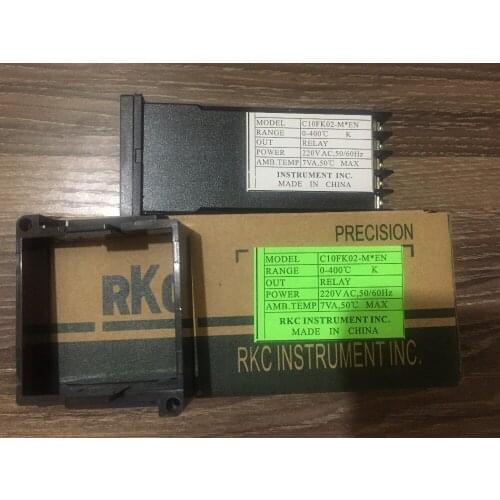 MODEL C10FK02-M*EN
RANGE 0-400℃ K
OUT RELAY
POWER 220V AC,50/60Hz
AMB.TEMP 7VA,50℃ MAX
INSTRUMENT INC.
MADE IN CHINA
PRECISION
RKC
MODEL C10FK02-M*EN
RANGE 0-400℃ K
OUT RELAY
POWER 220V AC,50/60Hz
AMB.TEMP 7VA,50℃ MAX
RKC INSTRUMENT INC.
MADE IN CHINA
RKC INSTRUMENT INC.